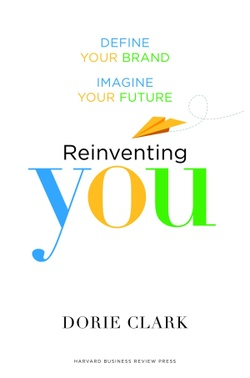 DEFINE
YOUR BRAND
IMAGINE
YOUR FUTURE
Reinventing
you
DORIE CLARK
HARVARD BUSINESS REVIEW PRESS